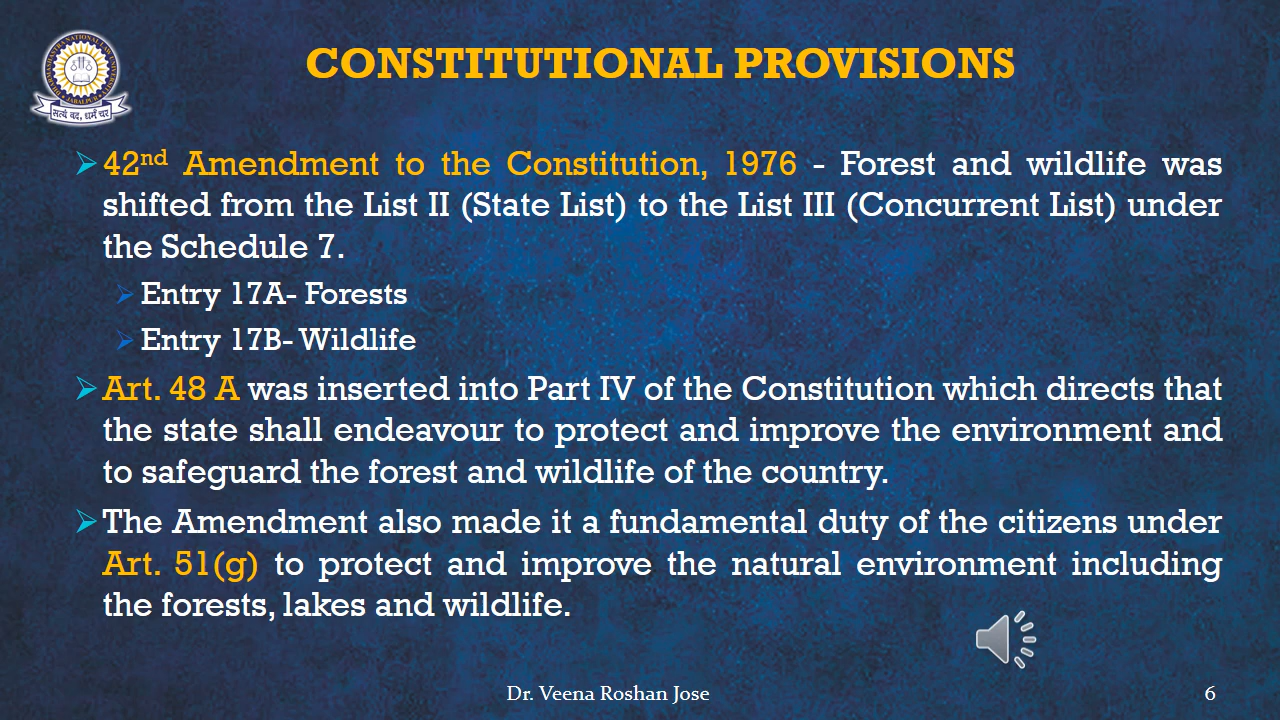 CONSTITUTIONAL PROVISIONS
सत्यं वद, धर्मं चर
42nd Amendment to the Constitution, 1976 - Forest and wildlife was
shifted from the List II (State List) to the List III (Concurrent List) under
the Schedule 7.
Entry 17A- Forests
Entry 17B- Wildlife
Art. 48 A was inserted into Part IV of the Constitution which directs that
the state shall endeavour to protect and improve the environment and
to safeguard the forest and wildlife of the country.
The Amendment also made it a fundamental duty of the citizens under
Art. 51(g) to protect and improve the natural environment including
the forests, lakes and wildlife.
Dr. Veena Roshan Jose
6